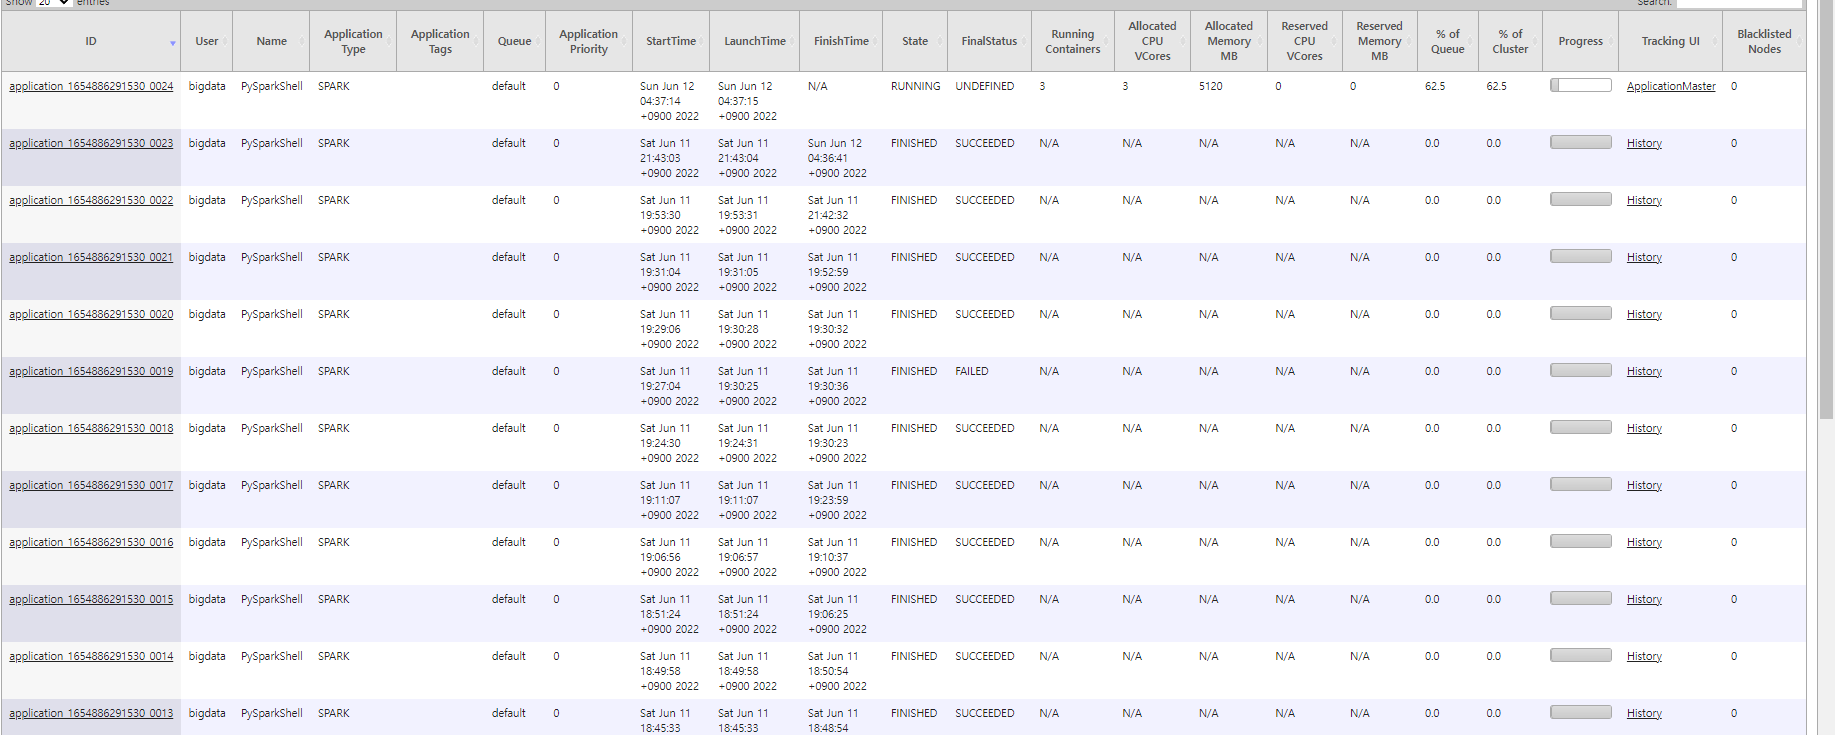 Show 20 entries
Search:
ID User Name Application Type Application Tags Queue Application Priority StartTime LaunchTime FinishTime State FinalStatus Running Containers Allocated CPU VCores Allocated Memory MB Reserved CPU VCores Reserved Memory MB % of Queue % of Cluster Progress Tracking UI Blacklisted Nodes
application_1654886291530_0024 bigdata PySparkShell SPARK default 0 Sun Jun 12 04:37:14 +0900 2022 Sun Jun 12 04:37:15 +0900 2022 N/A RUNNING UNDEFINED 3 3 5120 0 0 62.5 62.5 ApplicationMaster 0
application_1654886291530_0023 bigdata PySparkShell SPARK default 0 Sat Jun 11 21:43:03 +0900 2022 Sat Jun 11 21:43:04 +0900 2022 Sun Jun 12 04:36:41 +0900 2022 FINISHED SUCCEEDED N/A N/A N/A N/A N/A 0.0 0.0 History 0
application_1654886291530_0022 bigdata PySparkShell SPARK default 0 Sat Jun 11 19:53:30 +0900 2022 Sat Jun 11 19:53:31 +0900 2022 Sat Jun 11 21:42:32 +0900 2022 FINISHED SUCCEEDED N/A N/A N/A N/A N/A 0.0 0.0 History 0
application_1654886291530_0021 bigdata PySparkShell SPARK default 0 Sat Jun 11 19:31:04 +0900 2022 Sat Jun 11 19:31:05 +0900 2022 Sat Jun 11 19:52:59 +0900 2022 FINISHED SUCCEEDED N/A N/A N/A N/A N/A 0.0 0.0 History 0
application_1654886291530_0020 bigdata PySparkShell SPARK default 0 Sat Jun 11 19:29:06 +0900 2022 Sat Jun 11 19:30:28 +0900 2022 Sat Jun 11 19:30:32 +0900 2022 FINISHED SUCCEEDED N/A N/A N/A N/A N/A 0.0 0.0 History 0
application_1654886291530_0019 bigdata PySparkShell SPARK default 0 Sat Jun 11 19:27:04 +0900 2022 Sat Jun 11 19:30:25 +0900 2022 Sat Jun 11 19:30:36 +0900 2022 FINISHED FAILED N/A N/A N/A N/A N/A 0.0 0.0 History 0
application_1654886291530_0018 bigdata PySparkShell SPARK default 0 Sat Jun 11 19:24:30 +0900 2022 Sat Jun 11 19:24:31 +0900 2022 Sat Jun 11 19:30:23 +0900 2022 FINISHED SUCCEEDED N/A N/A N/A N/A N/A 0.0 0.0 History 0
application_1654886291530_0017 bigdata PySparkShell SPARK default 0 Sat Jun 11 19:11:07 +0900 2022 Sat Jun 11 19:11:07 +0900 2022 Sat Jun 11 19:23:59 +0900 2022 FINISHED SUCCEEDED N/A N/A N/A N/A N/A 0.0 0.0 History 0
application_1654886291530_0016 bigdata PySparkShell SPARK default 0 Sat Jun 11 19:06:56 +0900 2022 Sat Jun 11 19:06:57 +0900 2022 Sat Jun 11 19:10:37 +0900 2022 FINISHED SUCCEEDED N/A N/A N/A N/A N/A 0.0 0.0 History 0
application_1654886291530_0015 bigdata PySparkShell SPARK default 0 Sat Jun 11 18:51:24 +0900 2022 Sat Jun 11 18:51:24 +0900 2022 Sat Jun 11 19:06:25 +0900 2022 FINISHED SUCCEEDED N/A N/A N/A N/A N/A 0.0 0.0 History 0
application_1654886291530_0014 bigdata PySparkShell SPARK default 0 Sat Jun 11 18:49:58 +0900 2022 Sat Jun 11 18:49:58 +0900 2022 Sat Jun 11 18:50:54 +0900 2022 FINISHED SUCCEEDED N/A N/A N/A N/A N/A 0.0 0.0 History 0
application_1654886291530_0013 bigdata PySparkShell SPARK default 0 Sat Jun 11 18:45:33 Sat Jun 11 18:45:33 Sat Jun 11 18:48:54 FINISHED SUCCEEDED N/A N/A N/A N/A N/A 0.0 0.0 History 0